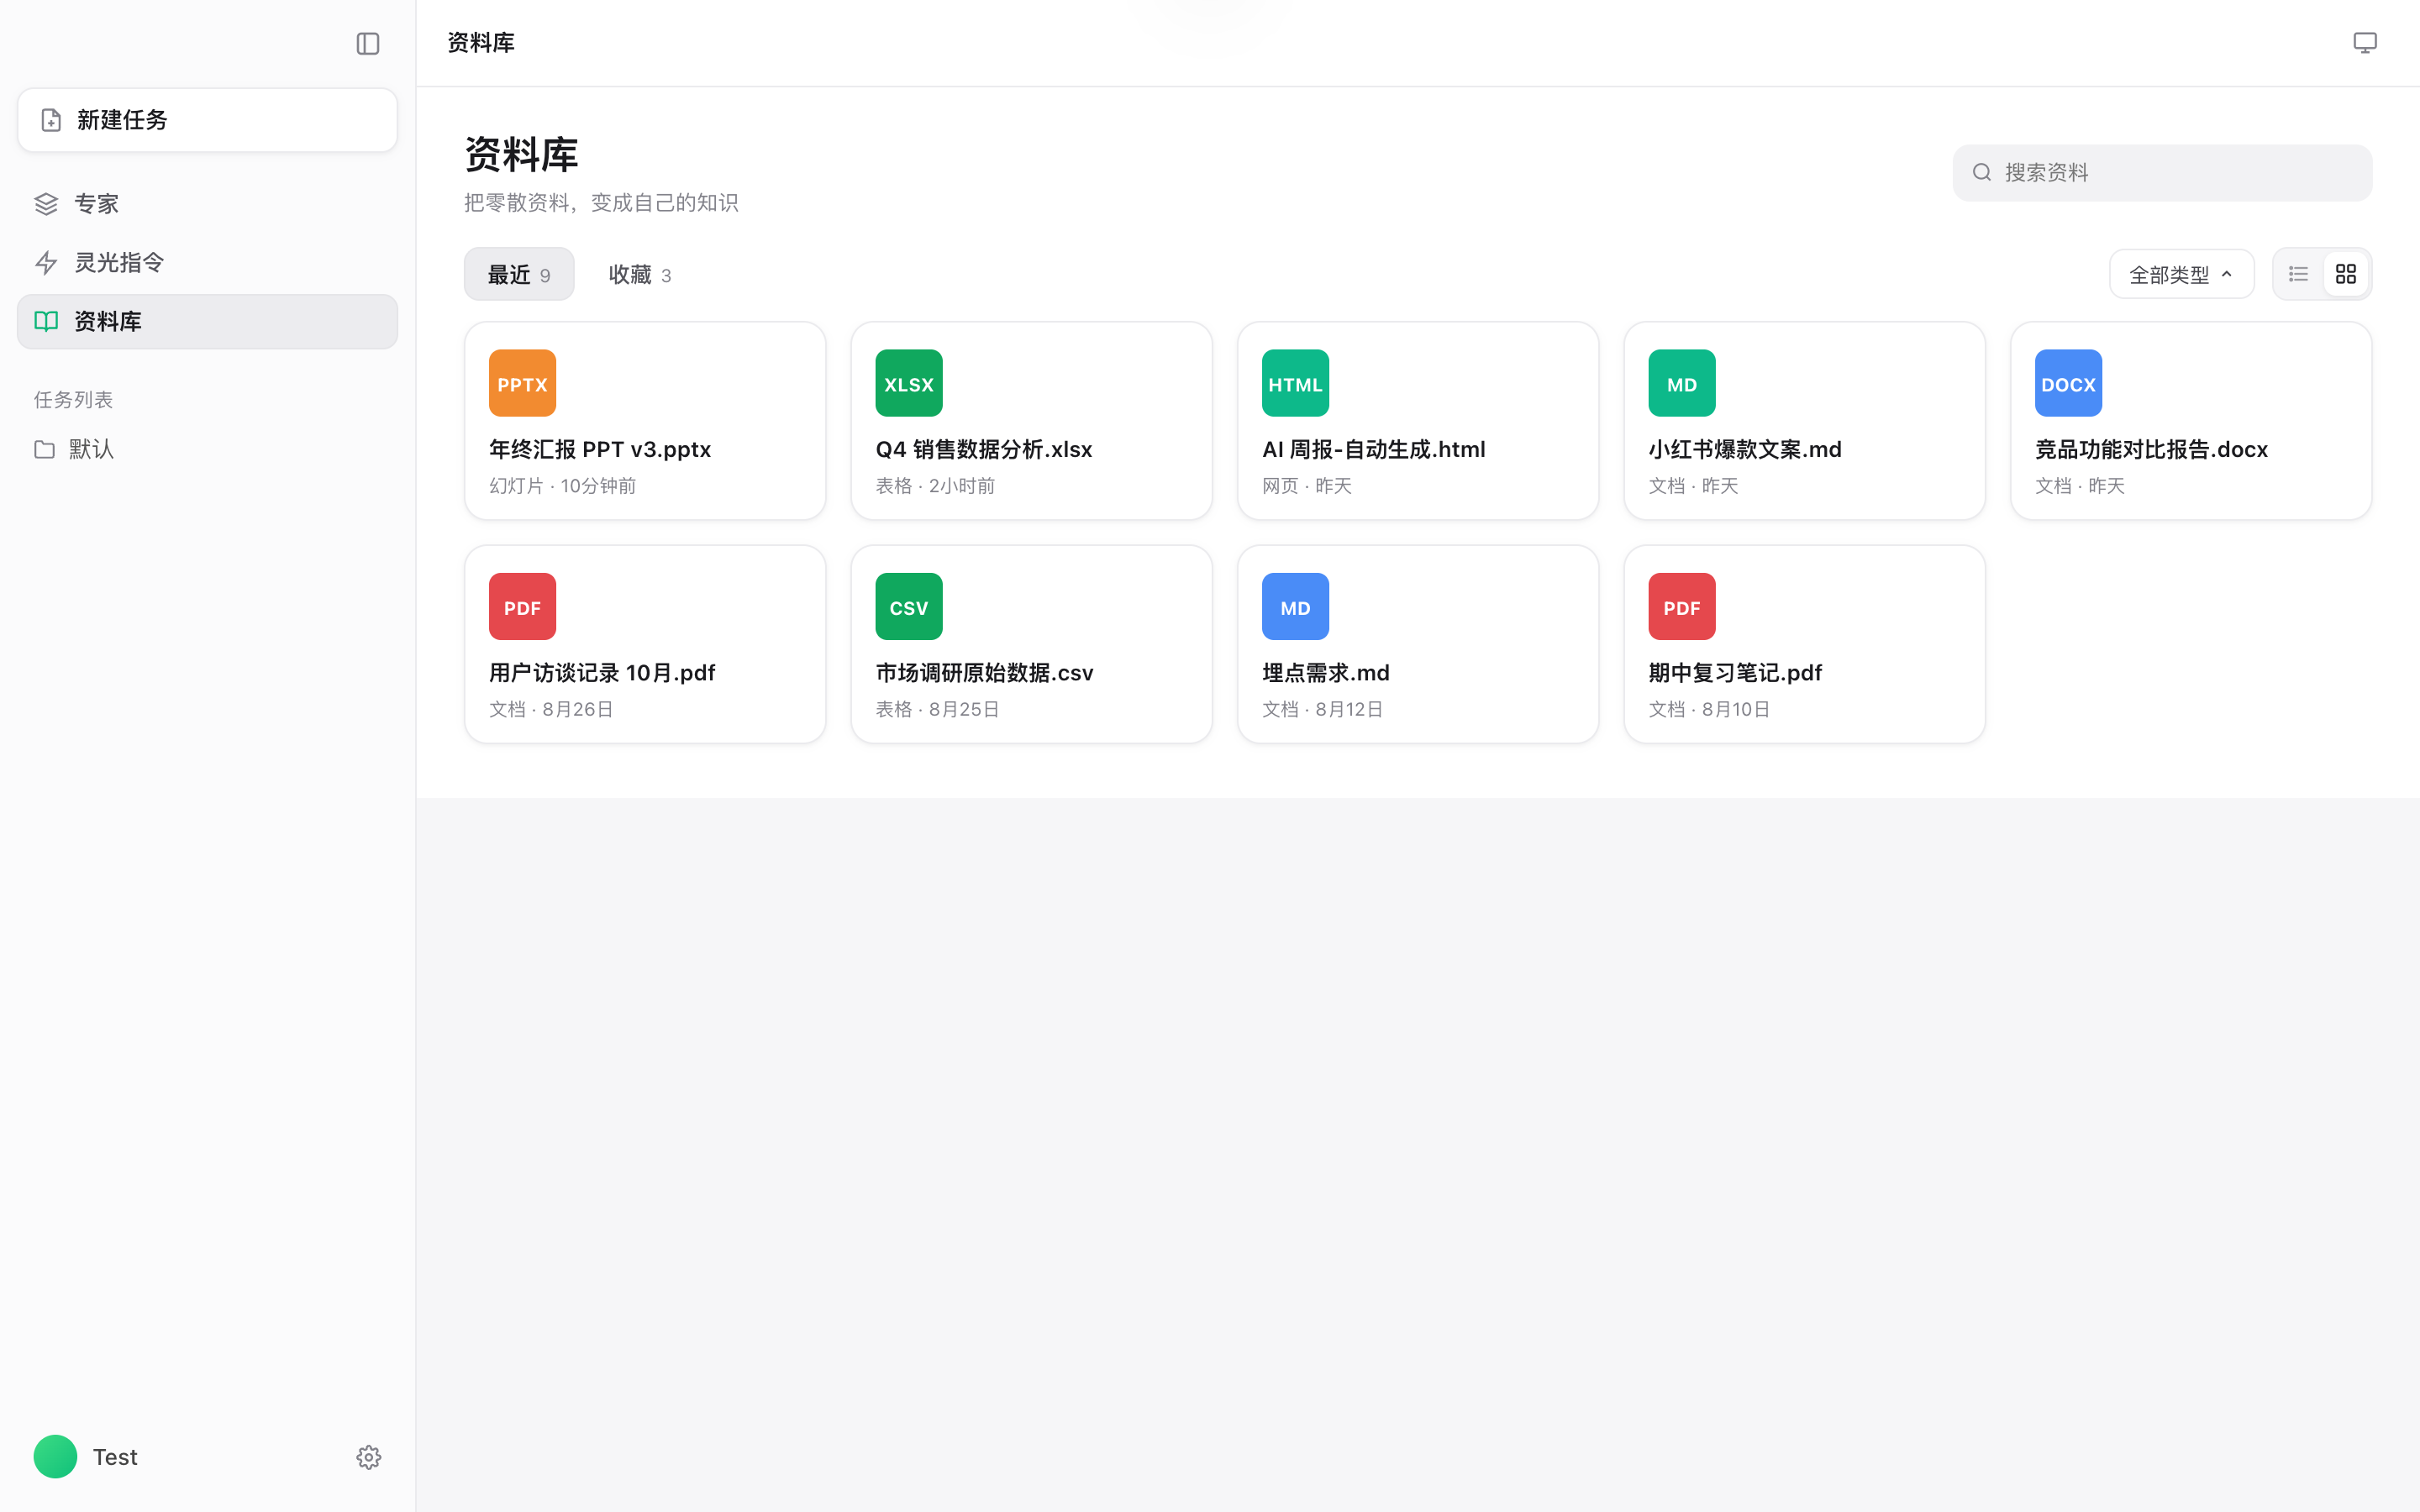 资料库
新建任务
专家
灵光指令
资料库
任务列表
默认
Test
资料库
把零散资料，变成自己的知识
搜索资料
最近 9
收藏 3
全部类型
PPTX
年终汇报 PPT v3.pptx
幻灯片 · 10分钟前
XLSX
Q4 销售数据分析.xlsx
表格 · 2小时前
HTML
AI 周报-自动生成.html
网页 · 昨天
MD
小红书爆款文案.md
文档 · 昨天
DOCX
竞品功能对比报告.docx
文档 · 昨天
PDF
用户访谈记录 10月.pdf
文档 · 8月26日
CSV
市场调研原始数据.csv
表格 · 8月25日
MD
埋点需求.md
文档 · 8月12日
PDF
期中复习笔记.pdf
文档 · 8月10日